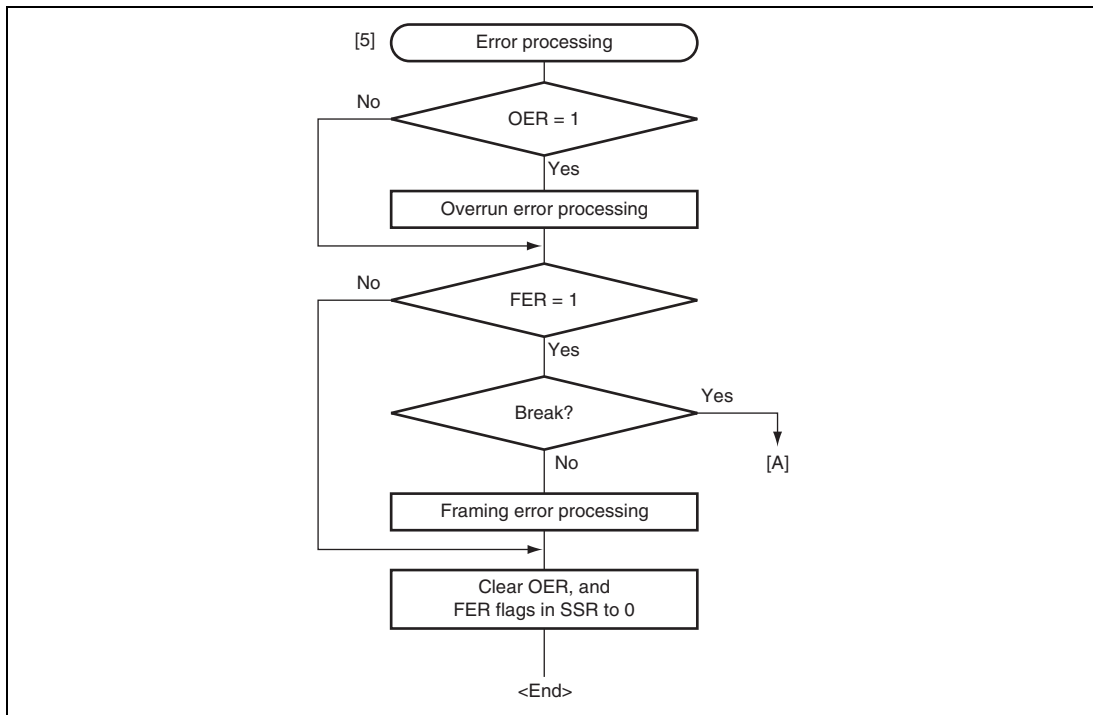 [5]
Error processing
No
OER = 1
Yes
Overrun error processing
No
FER = 1
Yes
Break?
Yes
[A]
No
Framing error processing
Clear OER, and
FER flags in SSR to 0
<End>